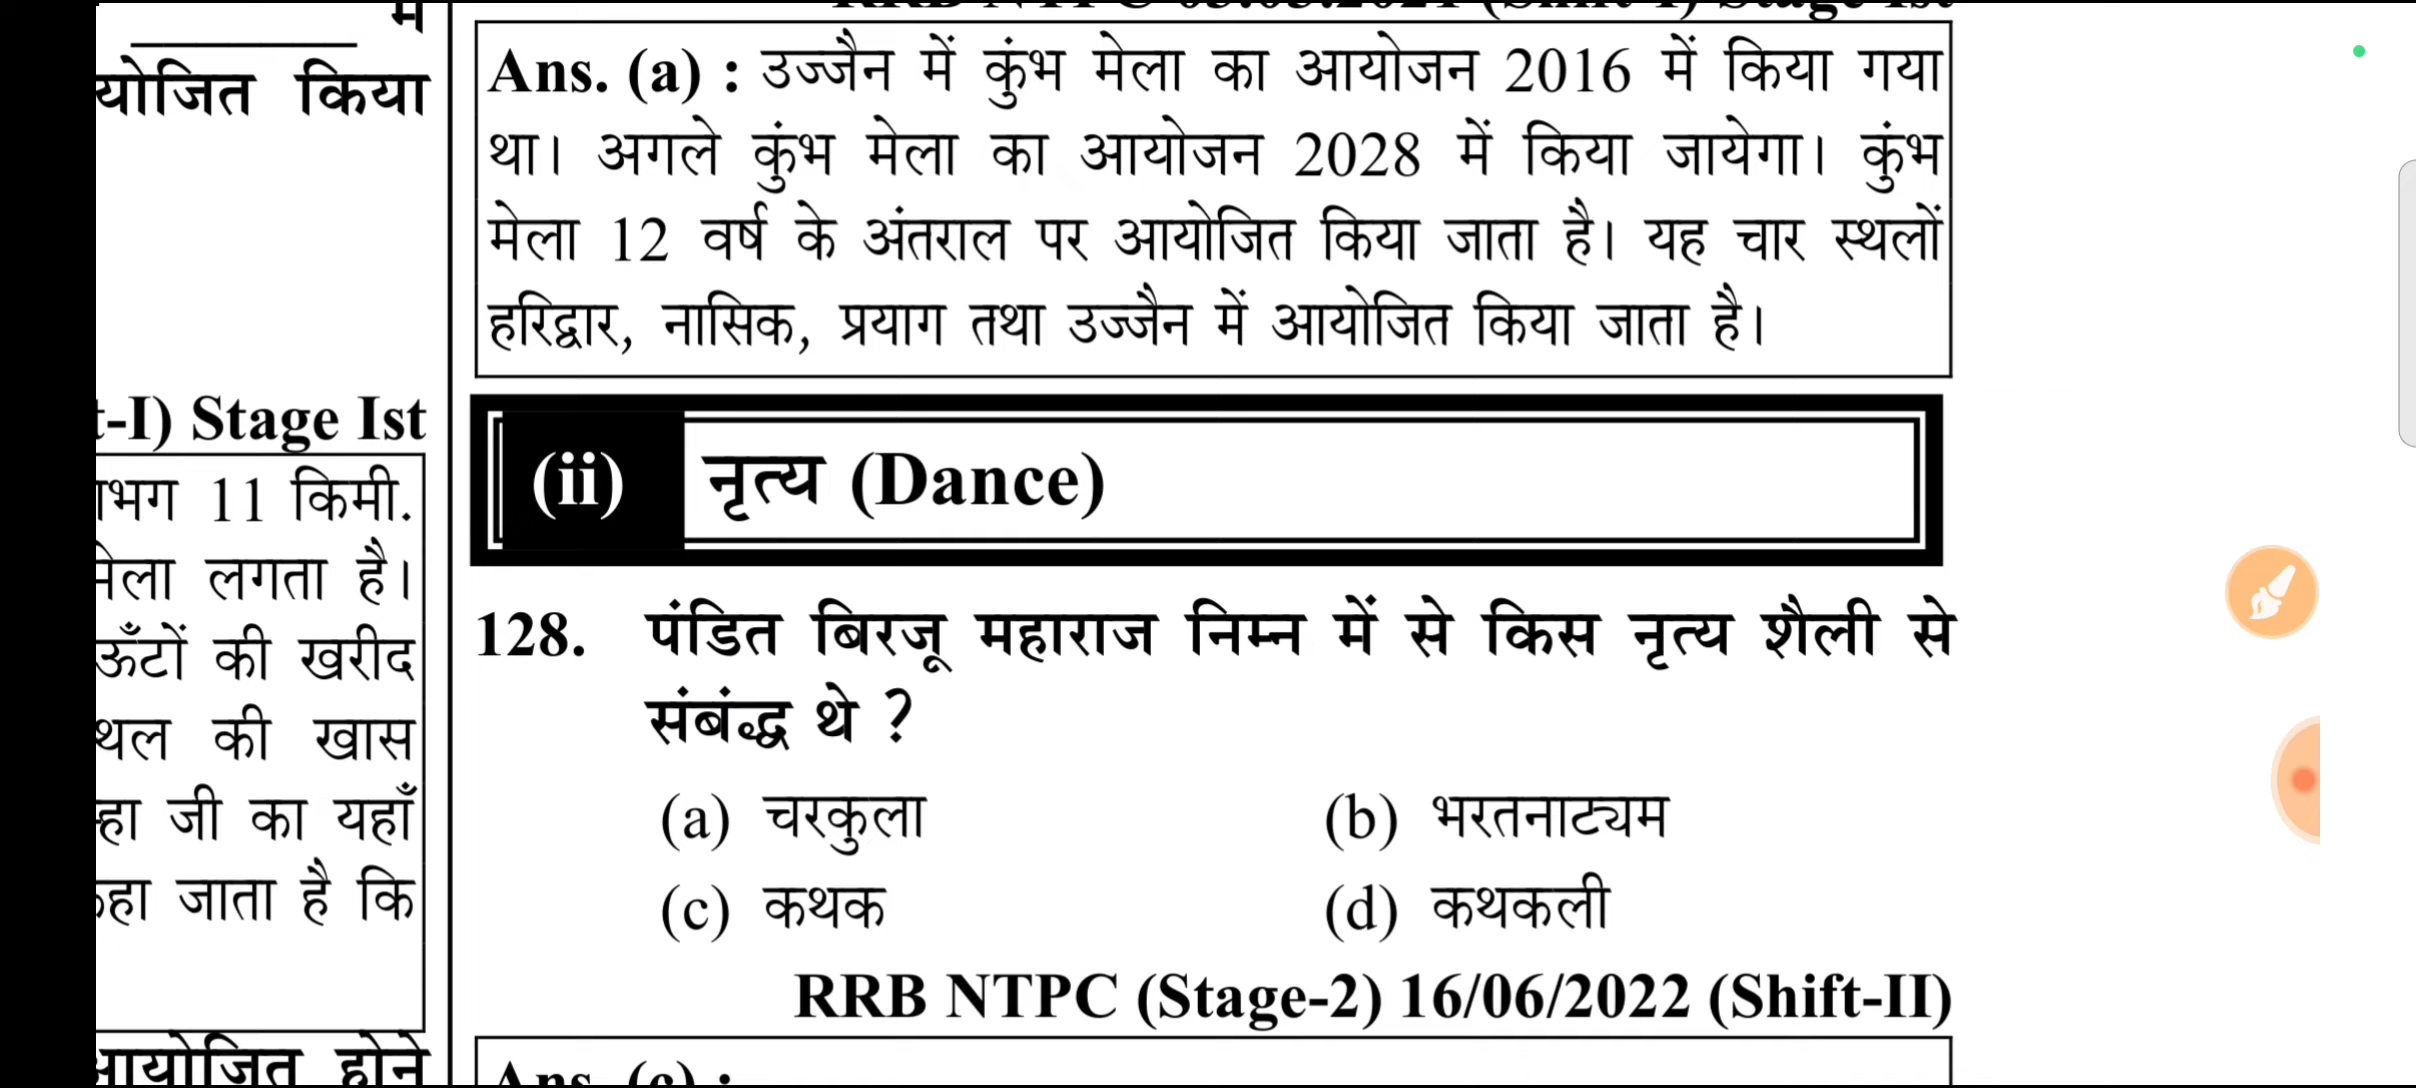 में
योजित किया
t-I) Stage Ist
11 किमी.
मेला लगता है।
ऊँटों की खरीद
की खास
जी का यहाँ
जाता है कि
आयोजित होने
Ans. (a) : उज्जैन में कुंभ मेला का आयोजन 2016 में किया गया
था। अगले कुंभ मेला का आयोजन 2028 में किया जायेगा। कुंभ
मेला 12 वर्ष के अंतराल पर आयोजित किया जाता है। यह चार स्थलों
हरिद्वार, नासिक, प्रयाग तथा उज्जैन में आयोजित किया जाता है।
(ii) नृत्य (Dance)
128. पंडित बिरजू महाराज निम्न में से किस नृत्य शैली से
संबंद्ध थे ?
(a) चरकुला (b) भरतनाट्यम
(c) कथक (d) कथकली
RRB NTPC (Stage-2) 16/06/2022 (Shift-II)
Ans. (c) :